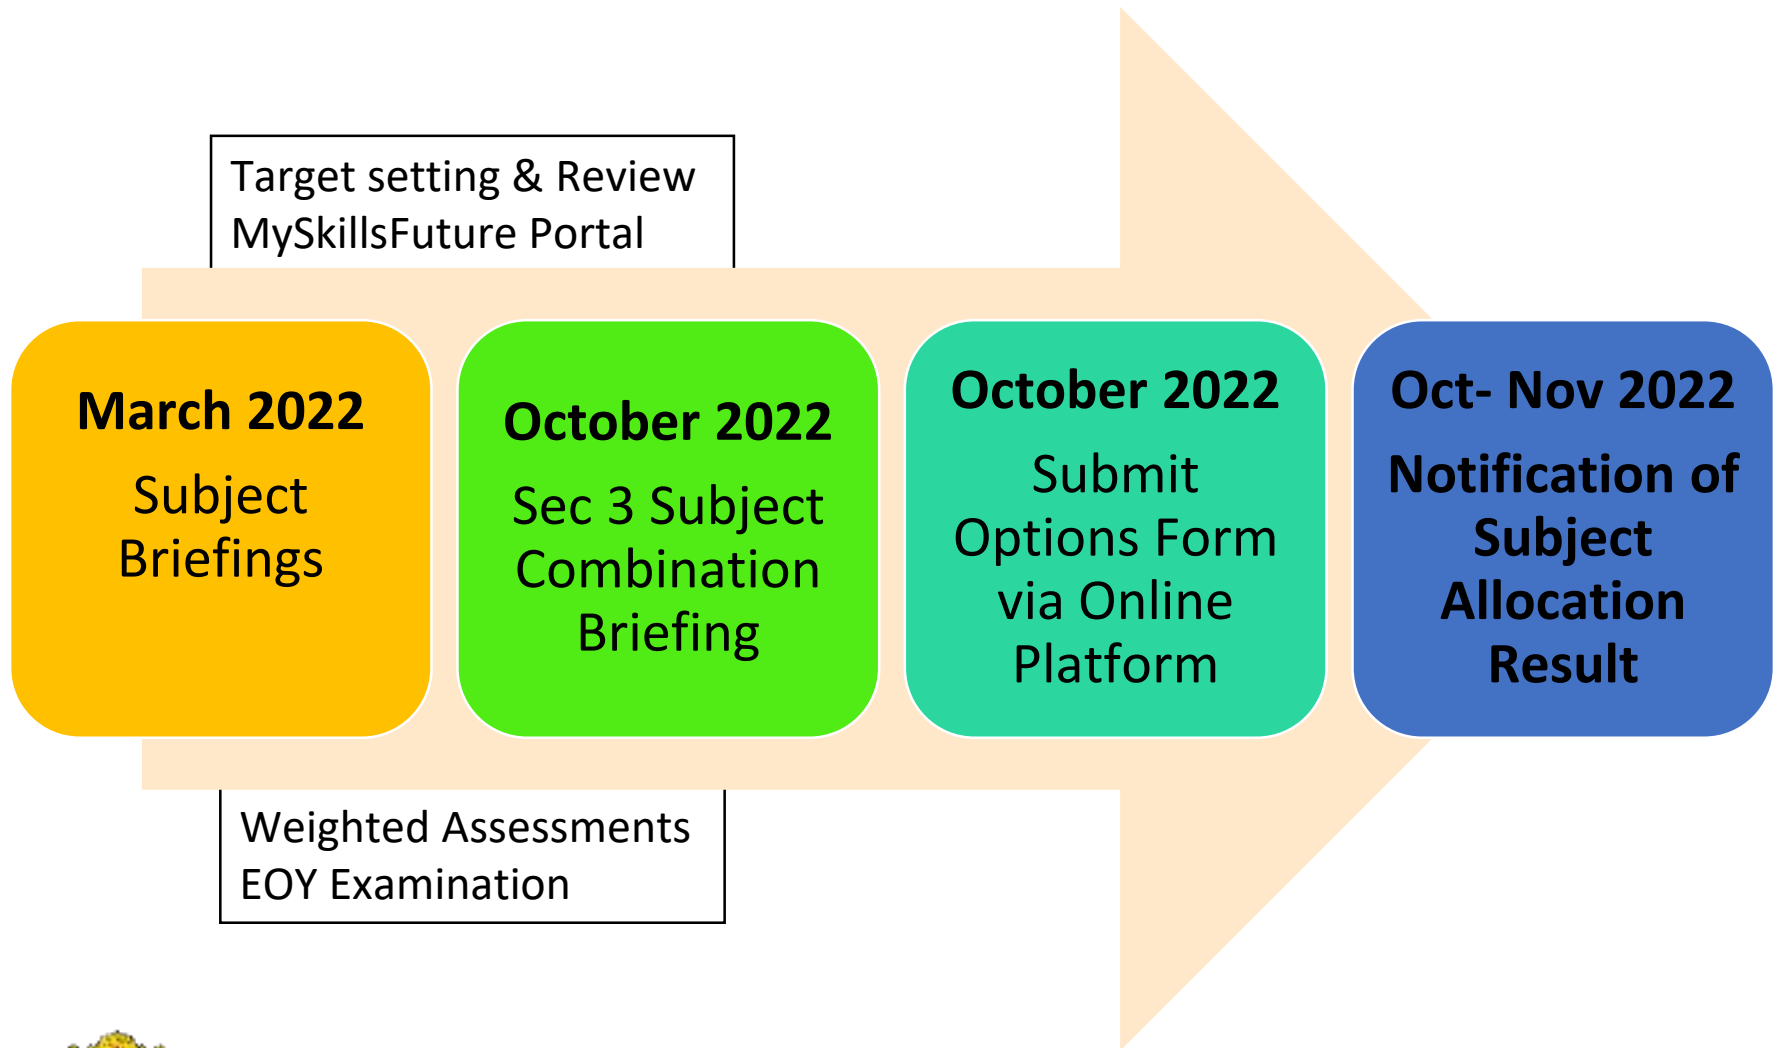 Target setting & Review
MySkillsFuture Portal
March 2022
Subject
Briefings
October 2022
Sec 3 Subject
Combination
Briefing
October 2022
Submit
Options Form
via Online
Platform
Oct- Nov 2022
Notification of
Subject
Allocation
Result
Weighted Assessments
EOY Examination